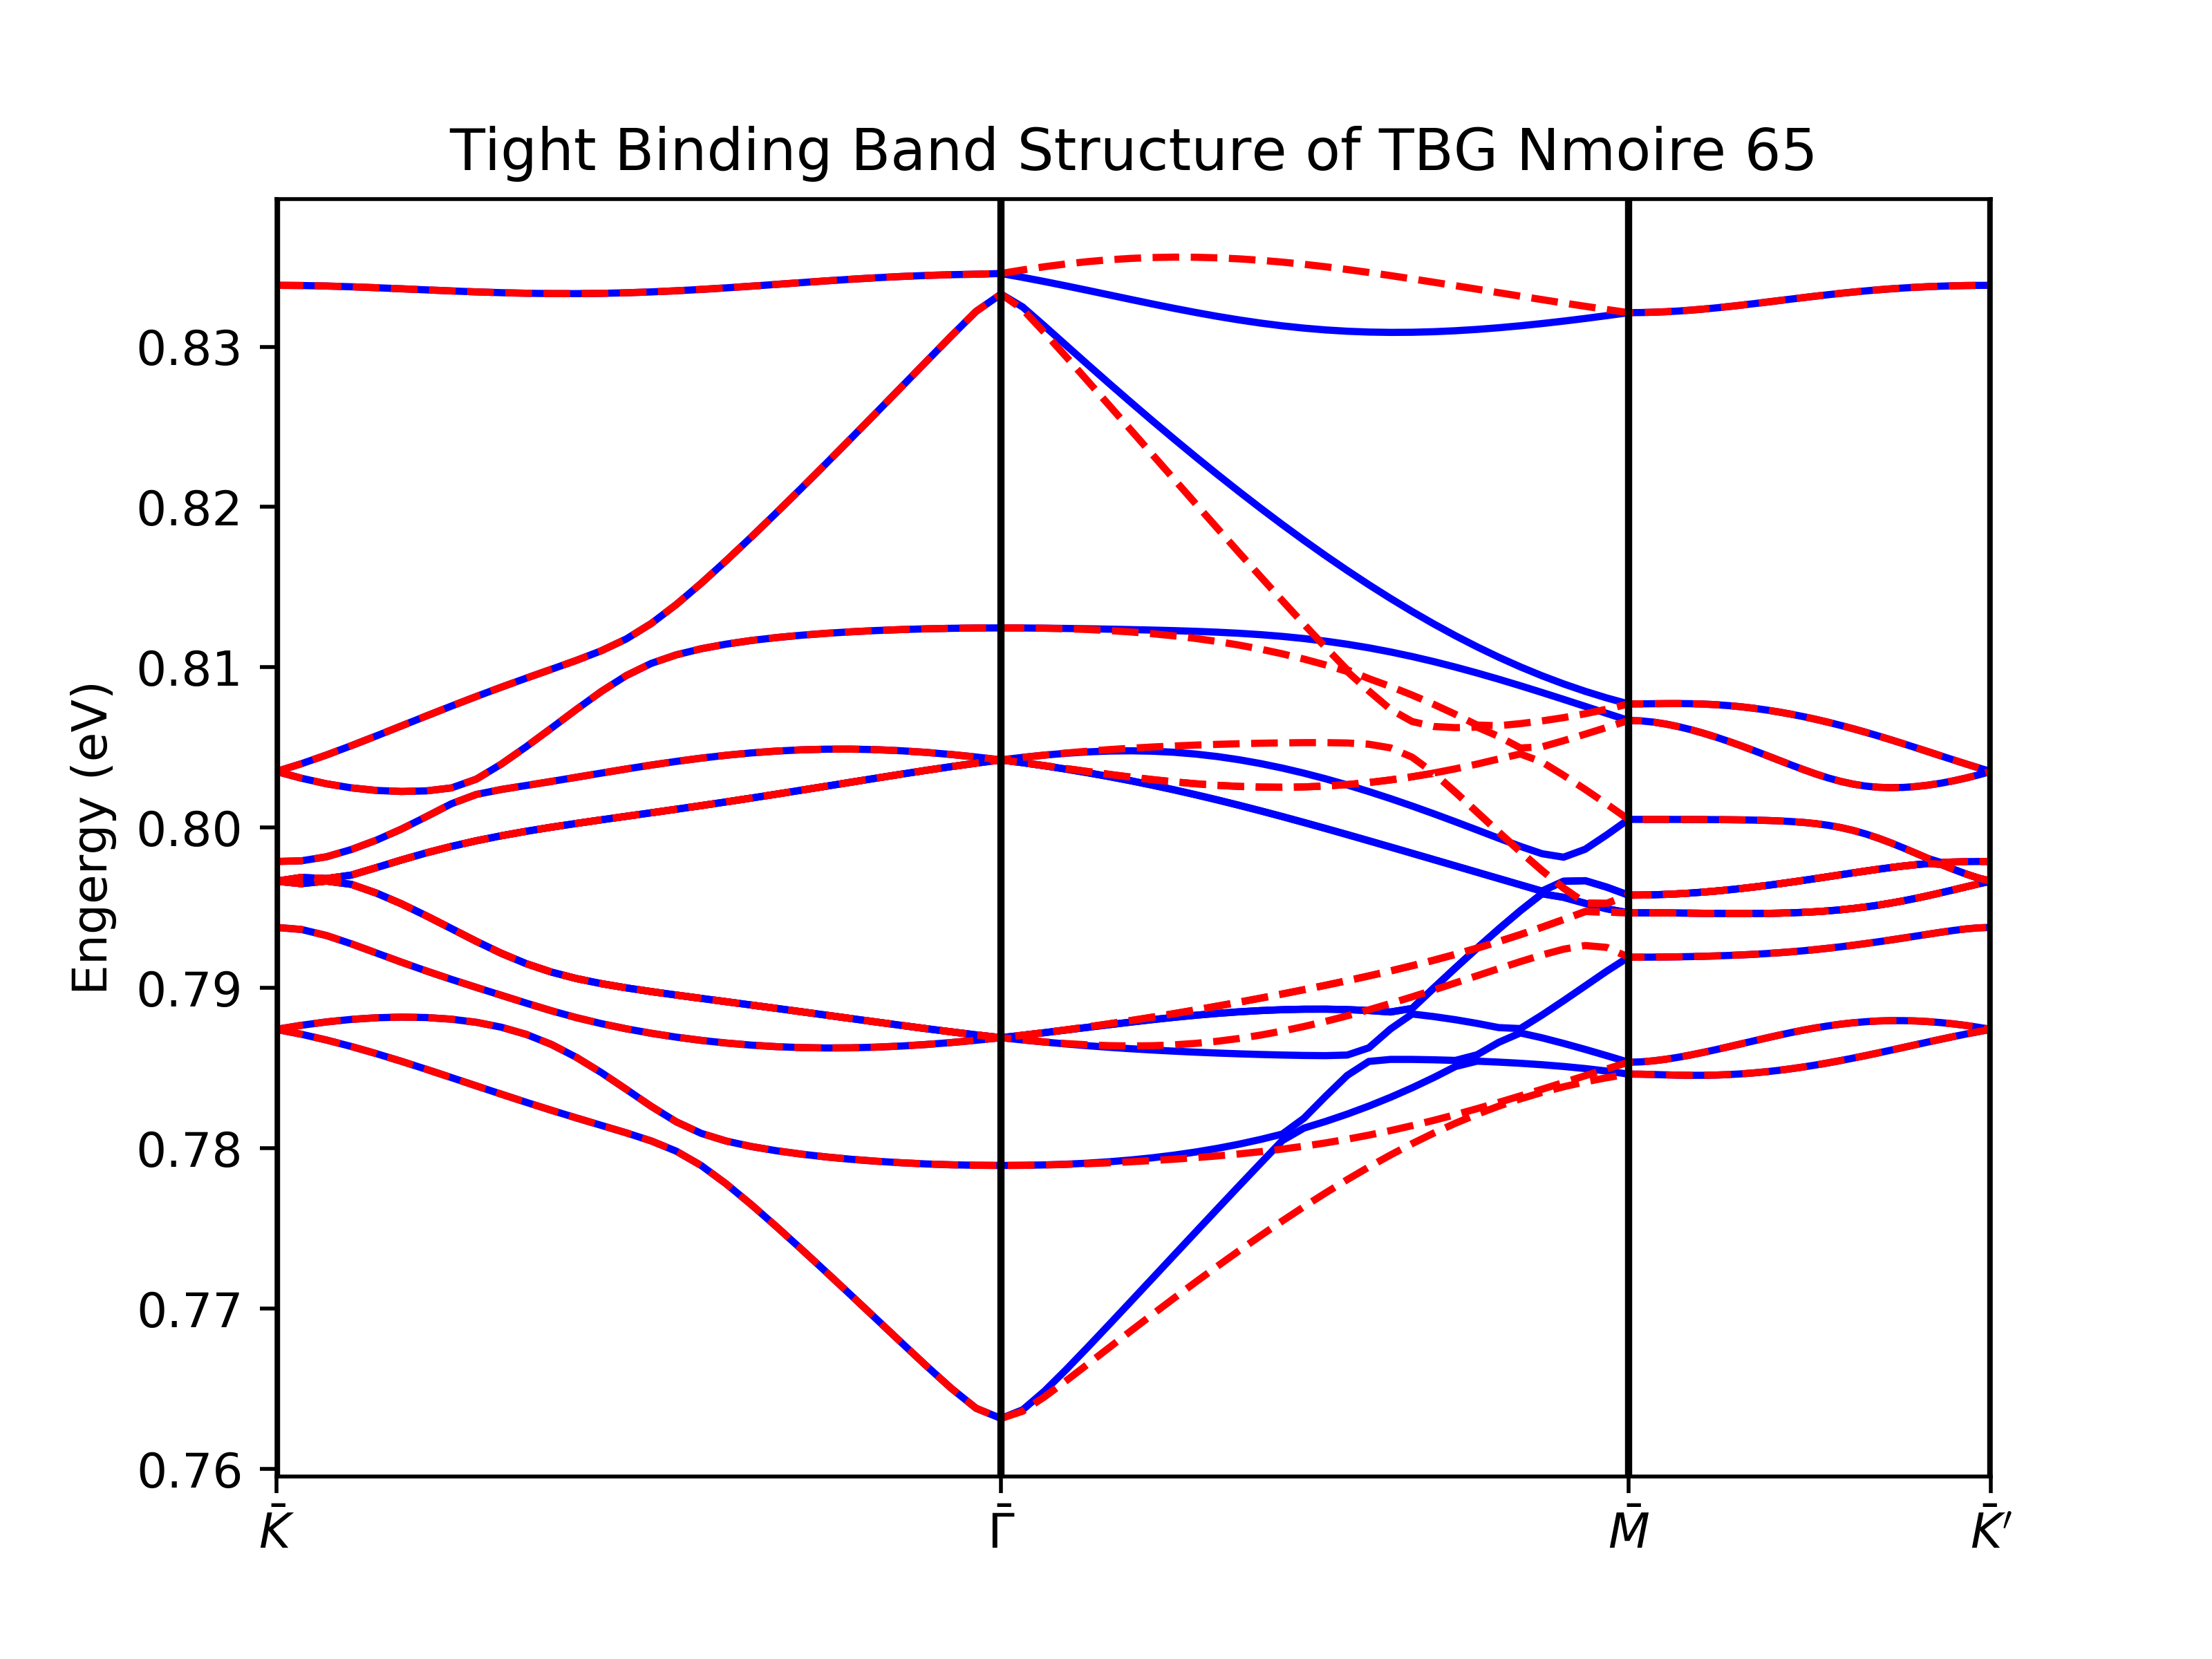 Tight Binding Band Structure of TBG Nmoire 65
Engergy (eV)
0.83
0.82
0.81
0.80
0.79
0.78
0.77
0.76
K̄ Γ̄ M̄ K̄′